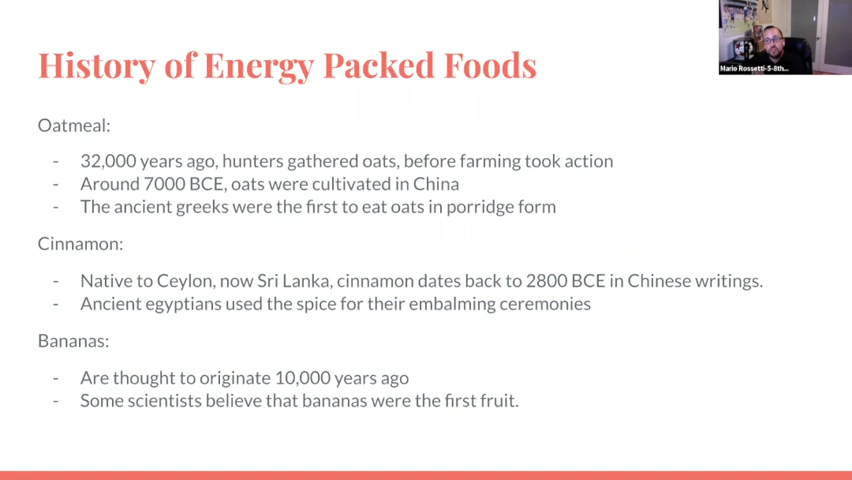 History of Energy Packed Foods
Mario Rossetti-5-8th...
Oatmeal:
- 32,000 years ago, hunters gathered oats, before farming took action
- Around 7000 BCE, oats were cultivated in China
- The ancient greeks were the first to eat oats in porridge form
Cinnamon:
- Native to Ceylon, now Sri Lanka, cinnamon dates back to 2800 BCE in Chinese writings.
- Ancient egyptians used the spice for their embalming ceremonies
Bananas:
- Are thought to originate 10,000 years ago
- Some scientists believe that bananas were the first fruit.